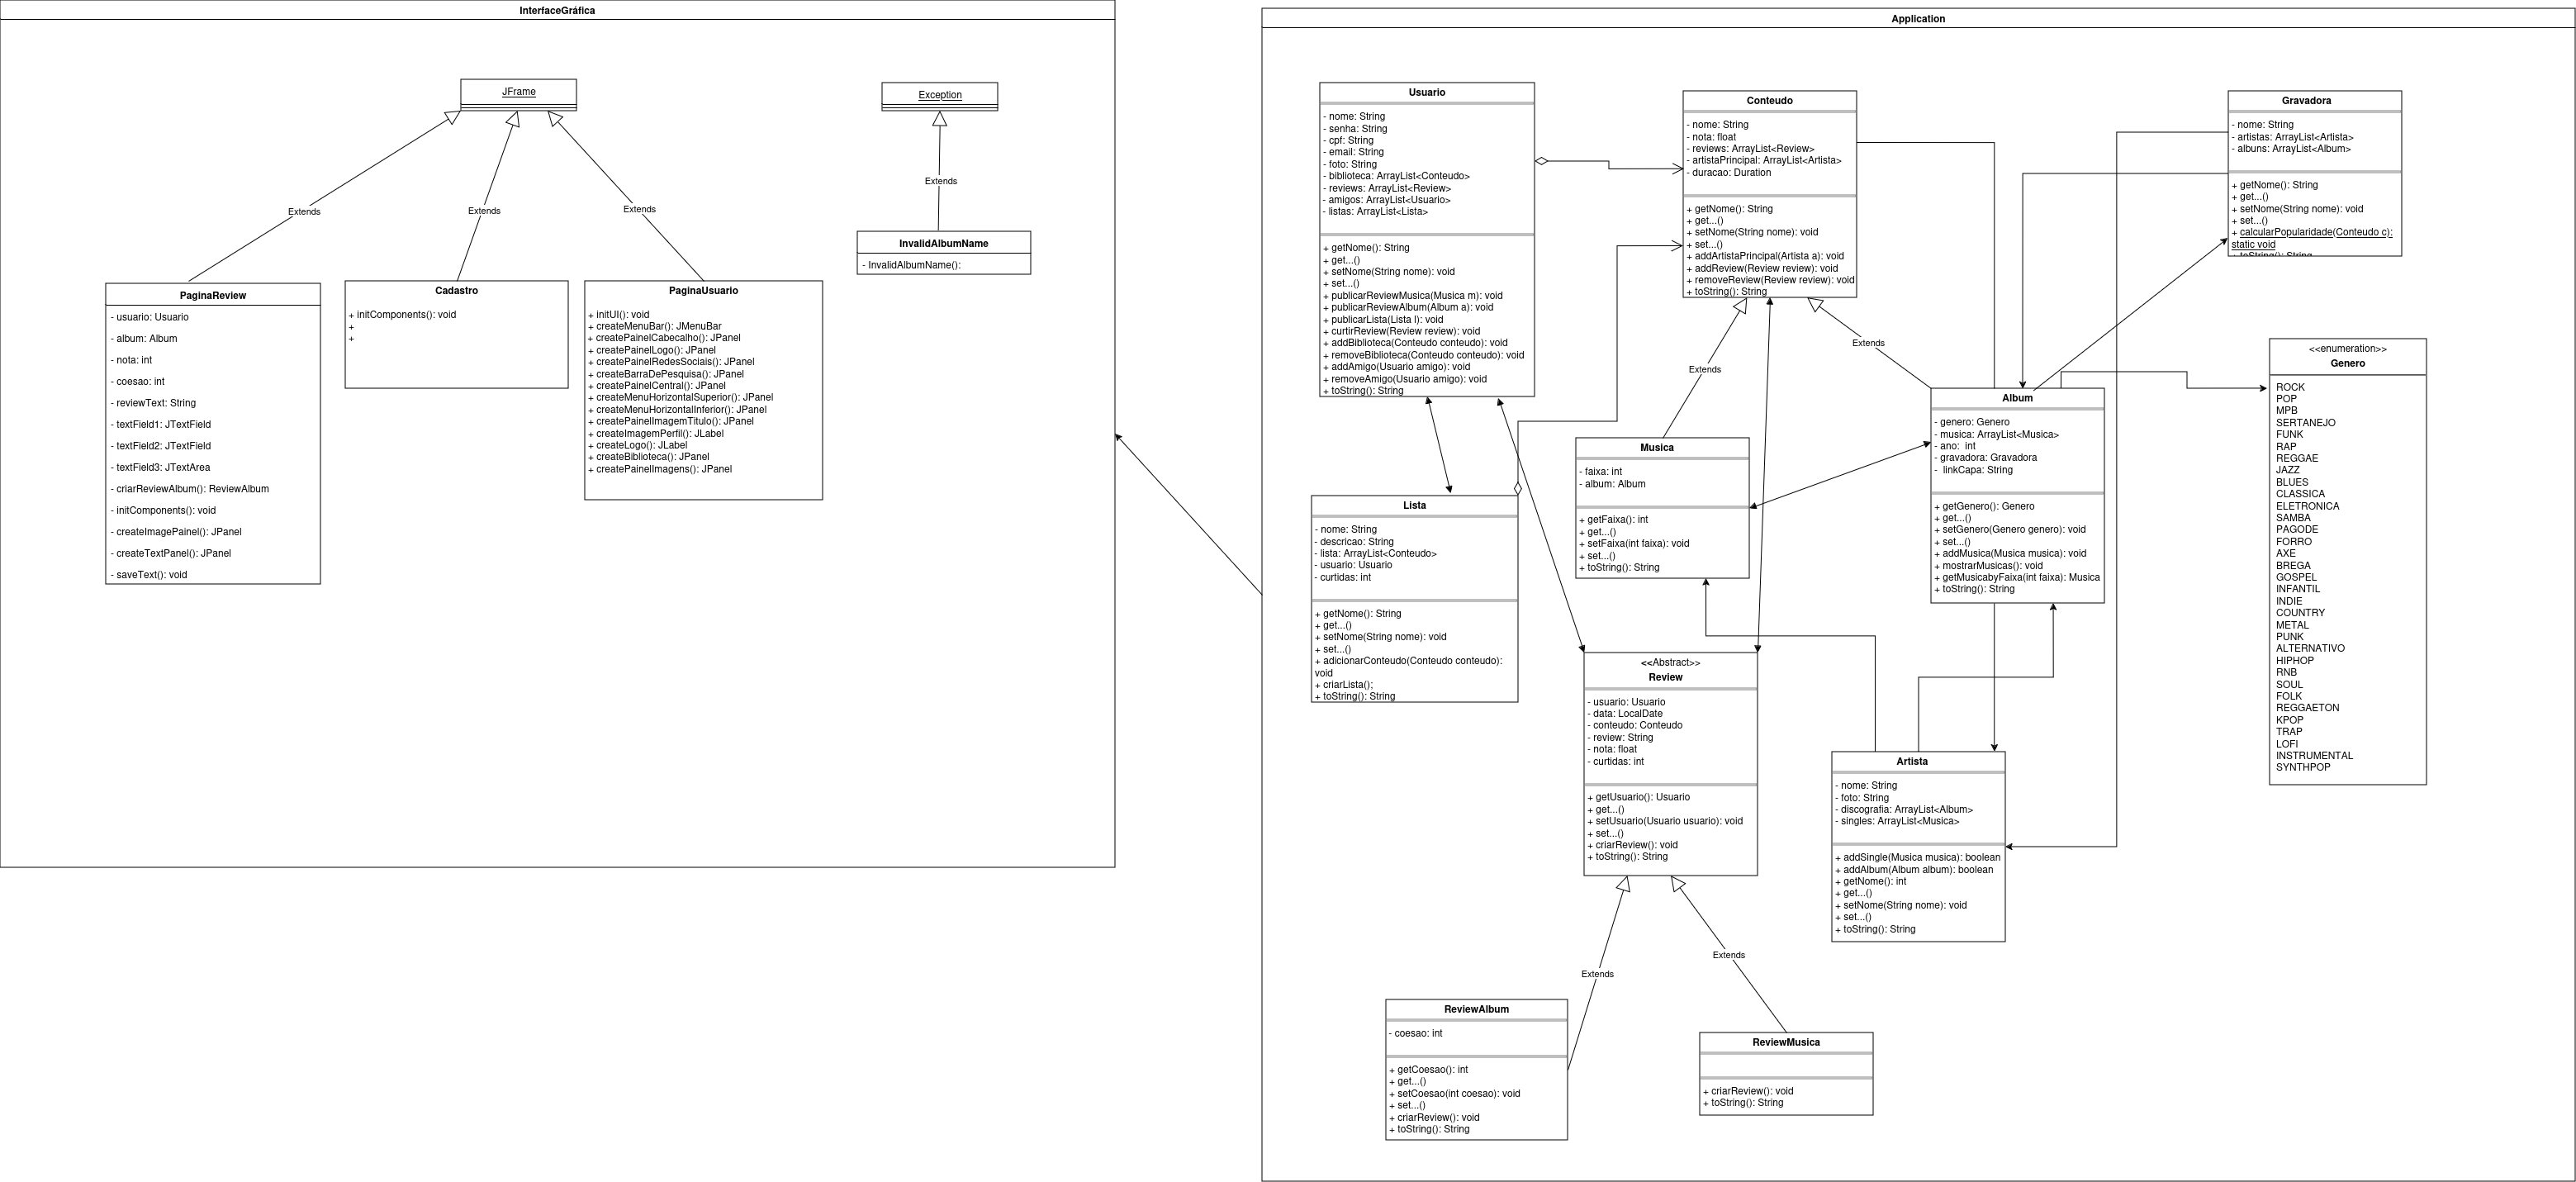 InterfaceGráfica
JFrame
Exception
Extends
Extends
Extends
Extends
InvalidAlbumName
- InvalidAlbumName():
PaginaReview
- usuario: Usuario
- album: Album
- nota: int
- coesao: int
- reviewText: String
- textField1: JTextField
- textField2: JTextField
- textField3: JTextArea
- criarReviewAlbum(): ReviewAlbum
- initComponents(): void
- createImagePainel(): JPanel
- createTextPanel(): JPanel
- saveText(): void
Cadastro
+ initComponents(): void
+
+
PaginaUsuario
+ initUI(): void
+ createMenuBar(): JMenuBar
+ createPainelCabecalho(): JPanel
+ createPainelLogo(): JPanel
+ createPainelRedesSociais(): JPanel
+ createBarraDePesquisa(): JPanel
+ createPainelCentral(): JPanel
+ createMenuHorizontalSuperior(): JPanel
+ createMenuHorizontalInferior(): JPanel
+ createPainelImagemTitulo(): JPanel
+ createImagemPerfil(): JLabel
+ createLogo(): JLabel
+ createBiblioteca(): JPanel
+ createPainelImagens(): JPanel
Application
Usuario
- nome: String
- senha: String
- cpf: String
- email: String
- foto: String
- biblioteca: ArrayList<Conteudo>
- reviews: ArrayList<Review>
- amigos: ArrayList<Usuario>
- listas: ArrayList<Lista>
+ getNome(): String
+ get...()
+ setNome(String nome): void
+ set...()
+ publicarReviewMusica(Musica m): void
+ publicarReviewAlbum(Album a): void
+ publicarLista(Lista l): void
+ curtirReview(Review review): void
+ addBiblioteca(Conteudo conteudo): void
+ removeBiblioteca(Conteudo conteudo): void
+ addAmigo(Usuario amigo): void
+ removeAmigo(Usuario amigo): void
+ toString(): String
Conteudo
- nome: String
- nota: float
- reviews: ArrayList<Review>
- artistaPrincipal: ArrayList<Artista>
- duracao: Duration
+ getNome(): String
+ get...()
+ setNome(String nome): void
+ set...()
+ addArtistaPrincipal(Artista a): void
+ addReview(Review review): void
+ removeReview(Review review): void
+ toString(): String
Gravadora
- nome: String
- artistas: ArrayList<Artista>
- albuns: ArrayList<Album>
+ getNome(): String
+ get...()
+ setNome(String nome): void
+ set...()
+ calcularPopularidade(Conteudo c):
static void
+ toString(): String
Extends
Extends
<<enumeration>>
Genero
ROCK
POP
MPB
SERTANEJO
FUNK
RAP
REGGAE
JAZZ
BLUES
CLASSICA
ELETRONICA
SAMBA
PAGODE
FORRO
AXE
BREGA
GOSPEL
INFANTIL
INDIE
COUNTRY
METAL
PUNK
ALTERNATIVO
HIPHOP
RNB
SOUL
FOLK
REGGAETON
KPOP
TRAP
LOFI
INSTRUMENTAL
SYNTHPOP
Album
- genero: Genero
- musica: ArrayList<Musica>
- ano: int
- gravadora: Gravadora
- linkCapa: String
+ getGenero(): Genero
+ get...()
+ setGenero(Genero genero): void
+ set...()
+ addMusica(Musica musica): void
+ mostrarMusicas(): void
+ getMusicabyFaixa(int faixa): Musica
+ toString(): String
Musica
- faixa: int
- album: Album
+ getFaixa(): int
+ get...()
+ setFaixa(int faixa): void
+ set...()
+ toString(): String
Lista
- nome: String
- descricao: String
- lista: ArrayList<Conteudo>
- usuario: Usuario
- curtidas: int
+ getNome(): String
+ get...()
+ setNome(String nome): void
+ set...()
+ adicionarConteudo(Conteudo conteudo):
void
+ criarLista();
+ toString(): String
<<Abstract>>
Review
- usuario: Usuario
- data: LocalDate
- conteudo: Conteudo
- review: String
- nota: float
- curtidas: int
+ getUsuario(): Usuario
+ get...()
+ setUsuario(Usuario usuario): void
+ set...()
+ criarReview(): void
+ toString(): String
Artista
- nome: String
- foto: String
- discografia: ArrayList<Album>
- singles: ArrayList<Musica>
+ addSingle(Musica musica): boolean
+ addAlbum(Album album): boolean
+ getNome(): int
+ get...()
+ setNome(String nome): void
+ set...()
+ toString(): String
Extends
Extends
ReviewAlbum
- coesao: int
+ getCoesao(): int
+ get...()
+ setCoesao(int coesao): void
+ set...()
+ criarReview(): void
+ toString(): String
ReviewMusica
+ criarReview(): void
+ toString(): String